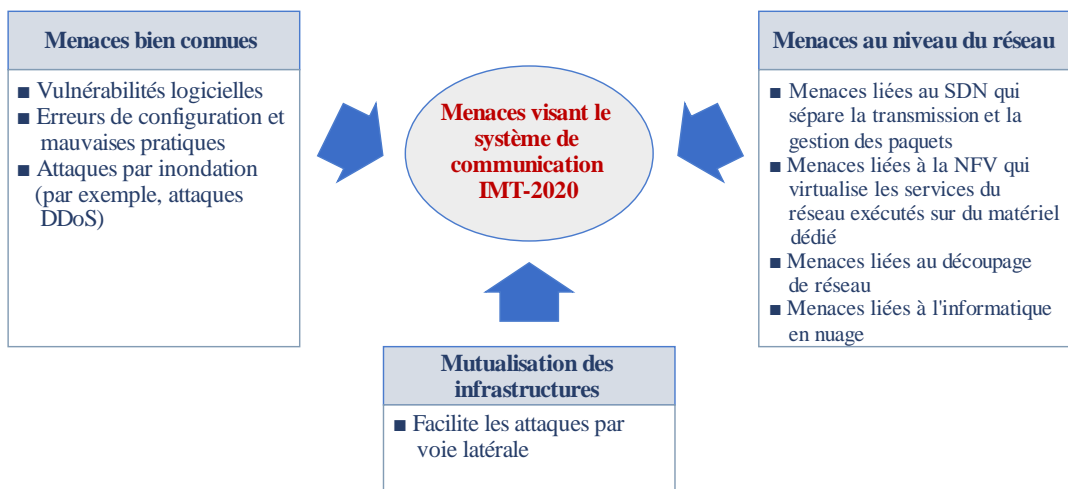 Menaces bien connues
■ Vulnérabilités logicielles
■ Erreurs de configuration et
mauvaises pratiques
■ Attaques par inondation
(par exemple, attaques
DDoS)
Menaces visant le
système de
communication
IMT-2020
Menaces au niveau du réseau
■ Menaces liées au SDN qui
sépare la transmission et la
gestion des paquets
■ Menaces liées à la NFV qui
virtualise les services du
réseau exécutés sur du matériel
dédié
■ Menaces liées au découpage
de réseau
■ Menaces liées à l'informatique
en nuage
Mutualisation des
infrastructures
■ Facilite les attaques par
voie latérale